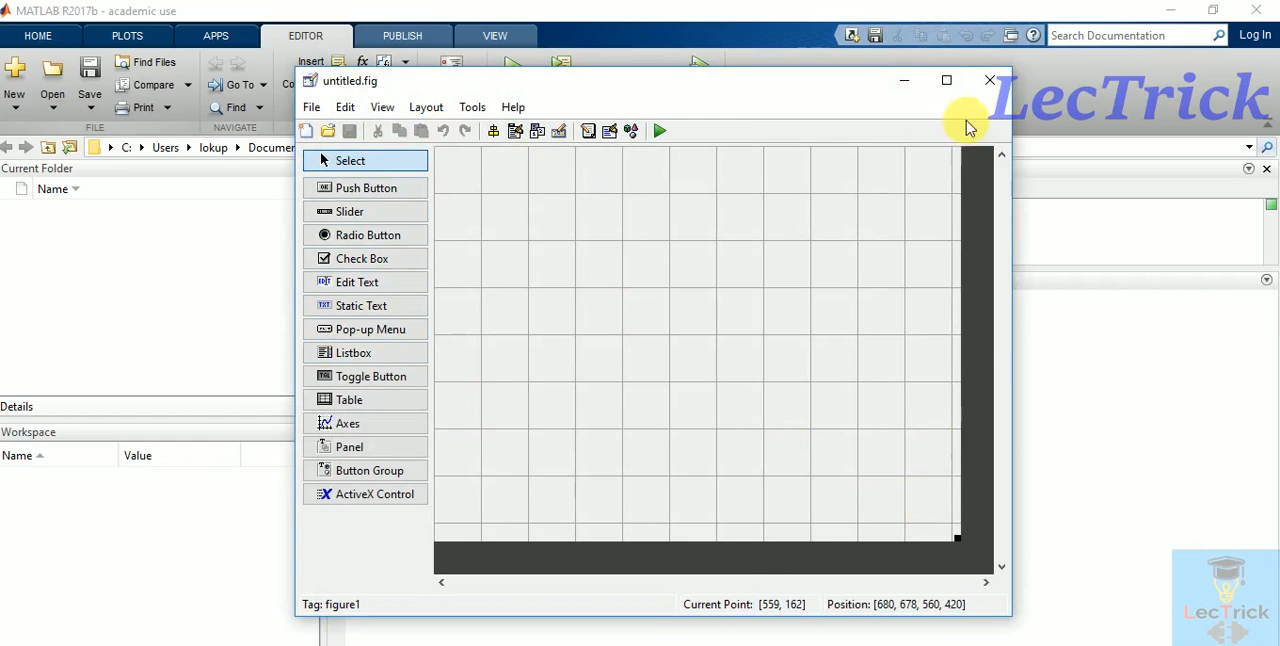 MATLAB R2017b - academic use
HOME PLOTS APPS EDITOR PUBLISH VIEW Search Documentation Log In
New Open Save Find Files Compare Print Go To Find Insert fx
FILE NAVIGATE
LecTrick
C: Users lokup
Current Folder
Name
Details
Workspace
Name Value
untitled.fig
File Edit View Layout Tools Help
Select
Push Button
Slider
Radio Button
Check Box
Edit Text
Static Text
Pop-up Menu
Listbox
Toggle Button
Table
Axes
Panel
Button Group
ActiveX Control
Tag: figure1 Current Point: [559, 162] Position: [680, 678, 560, 420]
LecTrick